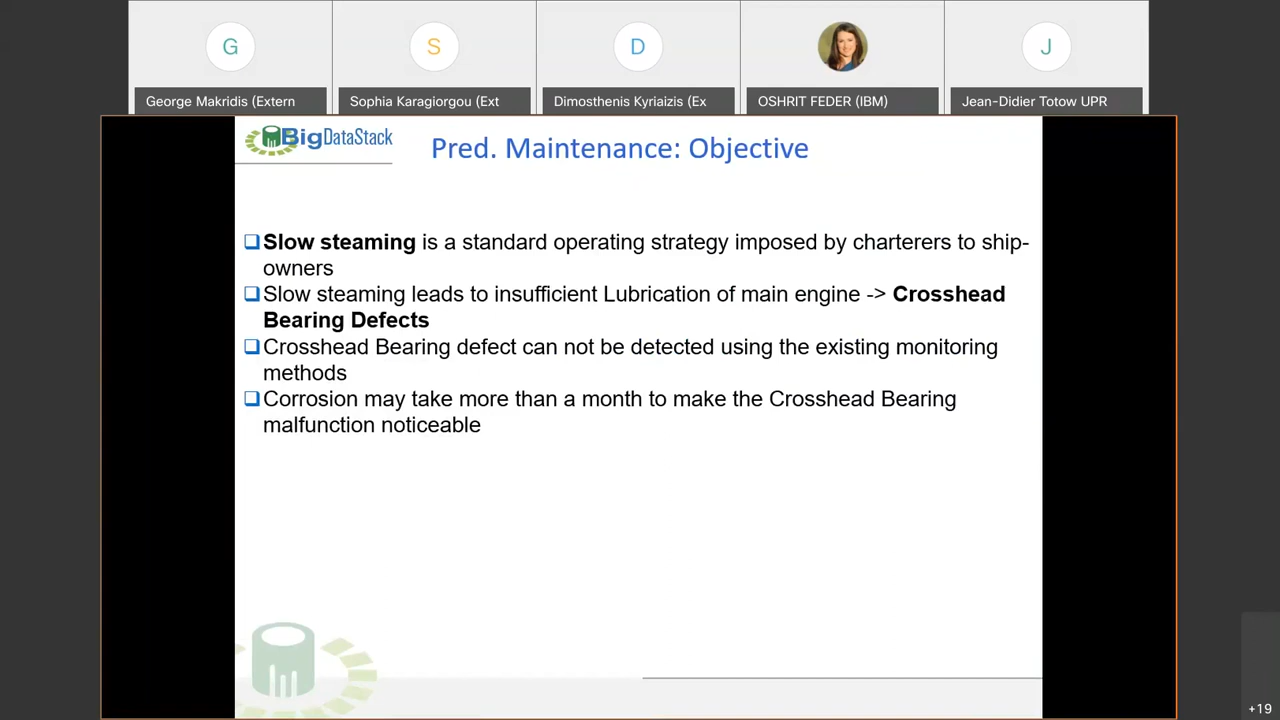 G
S
D
J
George Makridis (Extern
Sophia Karagiorgou (Ext
Dimosthenis Kyriaizis (Ex
OSHRIT FEDER (IBM)
Jean-Didier Totow UPR
BigDataStack
Pred. Maintenance: Objective
Slow steaming is a standard operating strategy imposed by charterers to ship-
owners
Slow steaming leads to insufficient Lubrication of main engine -> Crosshead
Bearing Defects
Crosshead Bearing defect can not be detected using the existing monitoring
methods
Corrosion may take more than a month to make the Crosshead Bearing
malfunction noticeable
+19